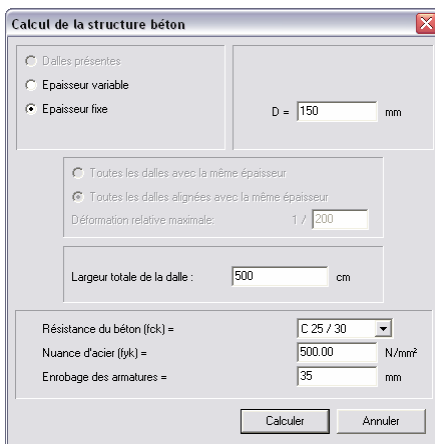 Calcul de la structure béton
Dalles présentes
Epaisseur variable
Epaisseur fixe
D = 150 mm
Toutes les dalles avec la même épaisseur
Toutes les dalles alignées avec la même épaisseur
Déformation relative maximale: 1 / 200
Largeur totale de la dalle : 500 cm
Résistance du béton (fck) = C 25 / 30
Nuance d'acier (fyk) = 500.00 N/mm²
Enrobage des armatures = 35 mm
Calculer Annuler